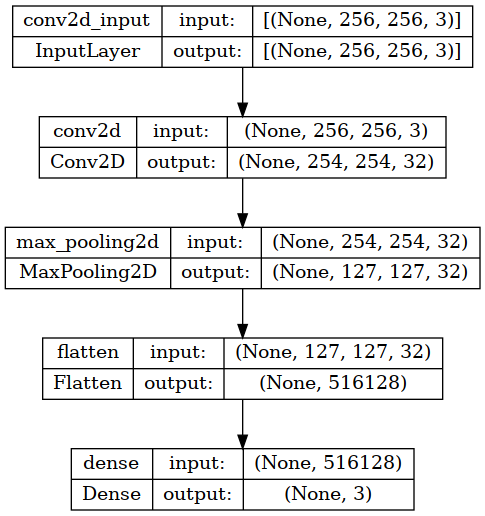 conv2d_input input: [(None, 256, 256, 3)]
InputLayer output: [(None, 256, 256, 3)]
conv2d input: (None, 256, 256, 3)
Conv2D output: (None, 254, 254, 32)
max_pooling2d input: (None, 254, 254, 32)
MaxPooling2D output: (None, 127, 127, 32)
flatten input: (None, 127, 127, 32)
Flatten output: (None, 516128)
dense input: (None, 516128)
Dense output: (None, 3)